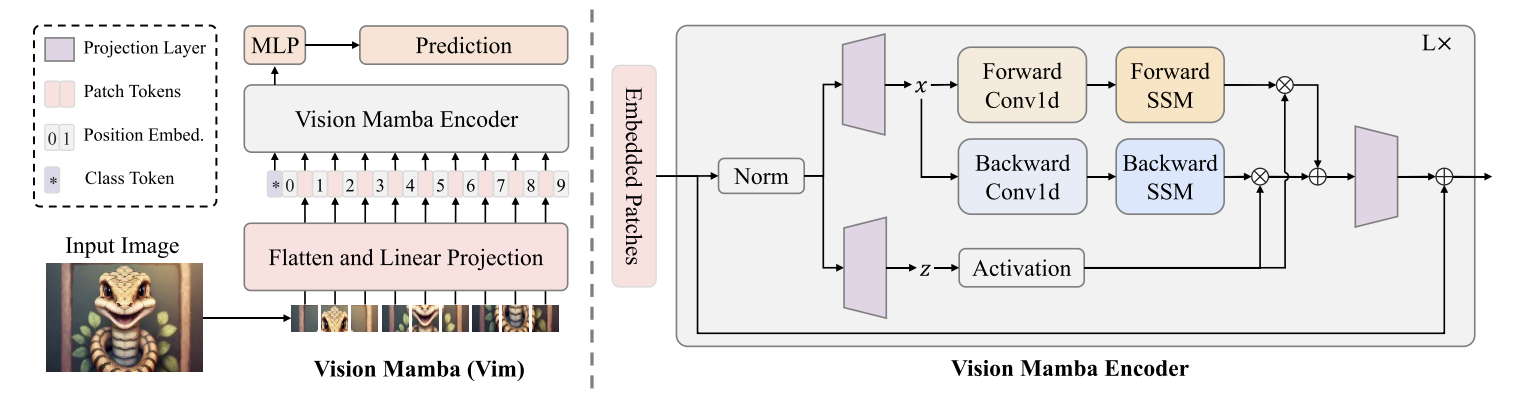 Projection Layer
Patch Tokens
0 1 Position Embed.
* Class Token
Input Image
MLP
Prediction
Vision Mamba Encoder
* 0 1 2 3 4 5 6 7 8 9
Flatten and Linear Projection
Vision Mamba (Vim)
Embedded Patches
L×
Norm
x
Forward
Conv1d
Forward
SSM
Backward
Conv1d
Backward
SSM
z
Activation
Vision Mamba Encoder